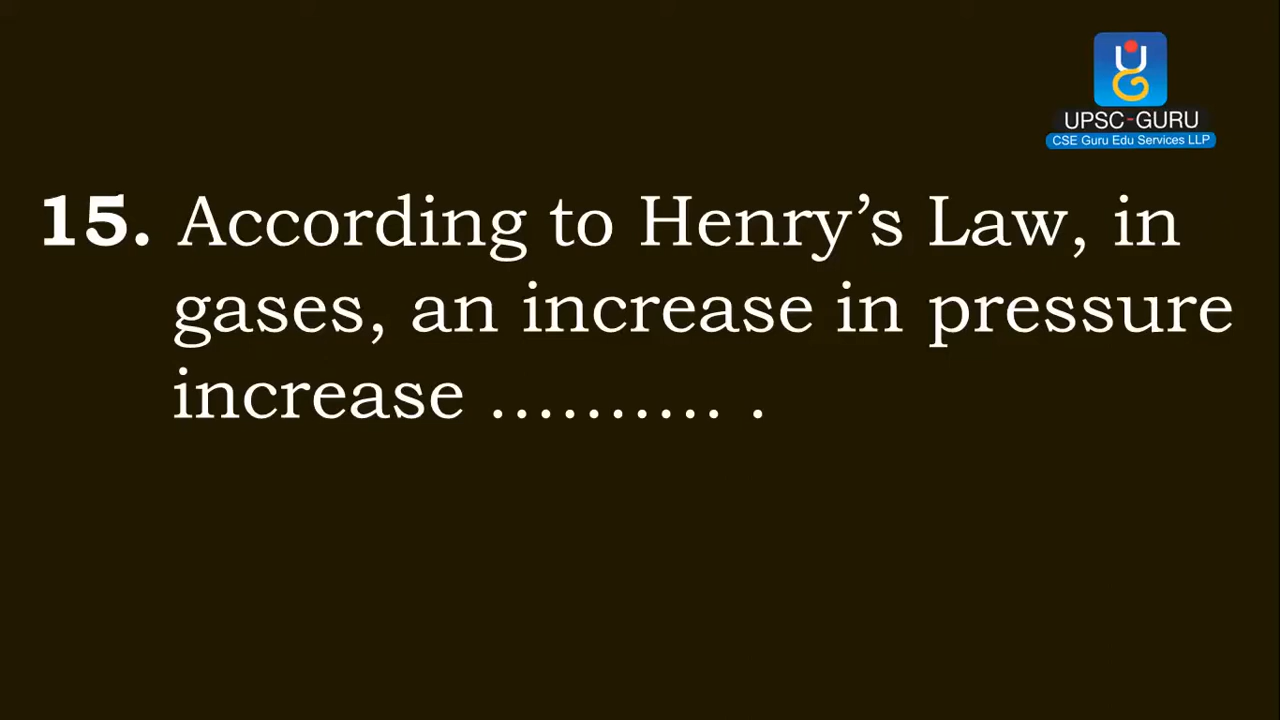 UPSC-GURU
CSE Guru Edu Services LLP
15. According to Henry’s Law, in
gases, an increase in pressure
increase .......... .